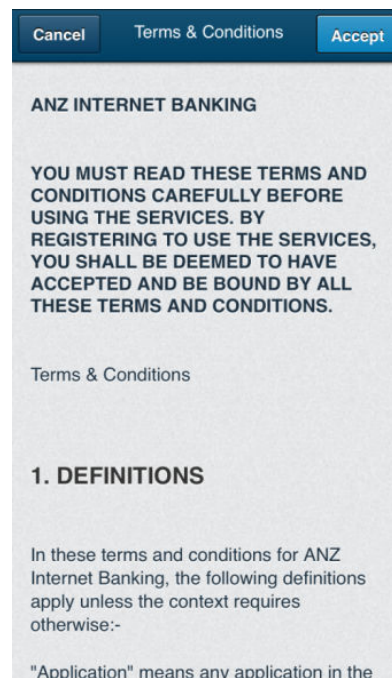 Cancel Terms & Conditions Accept
ANZ INTERNET BANKING
YOU MUST READ THESE TERMS AND
CONDITIONS CAREFULLY BEFORE
USING THE SERVICES. BY
REGISTERING TO USE THE SERVICES,
YOU SHALL BE DEEMED TO HAVE
ACCEPTED AND BE BOUND BY ALL
THESE TERMS AND CONDITIONS.
Terms & Conditions
1. DEFINITIONS
In these terms and conditions for ANZ
Internet Banking, the following definitions
apply unless the context requires
otherwise:-
"Application" means any application in the